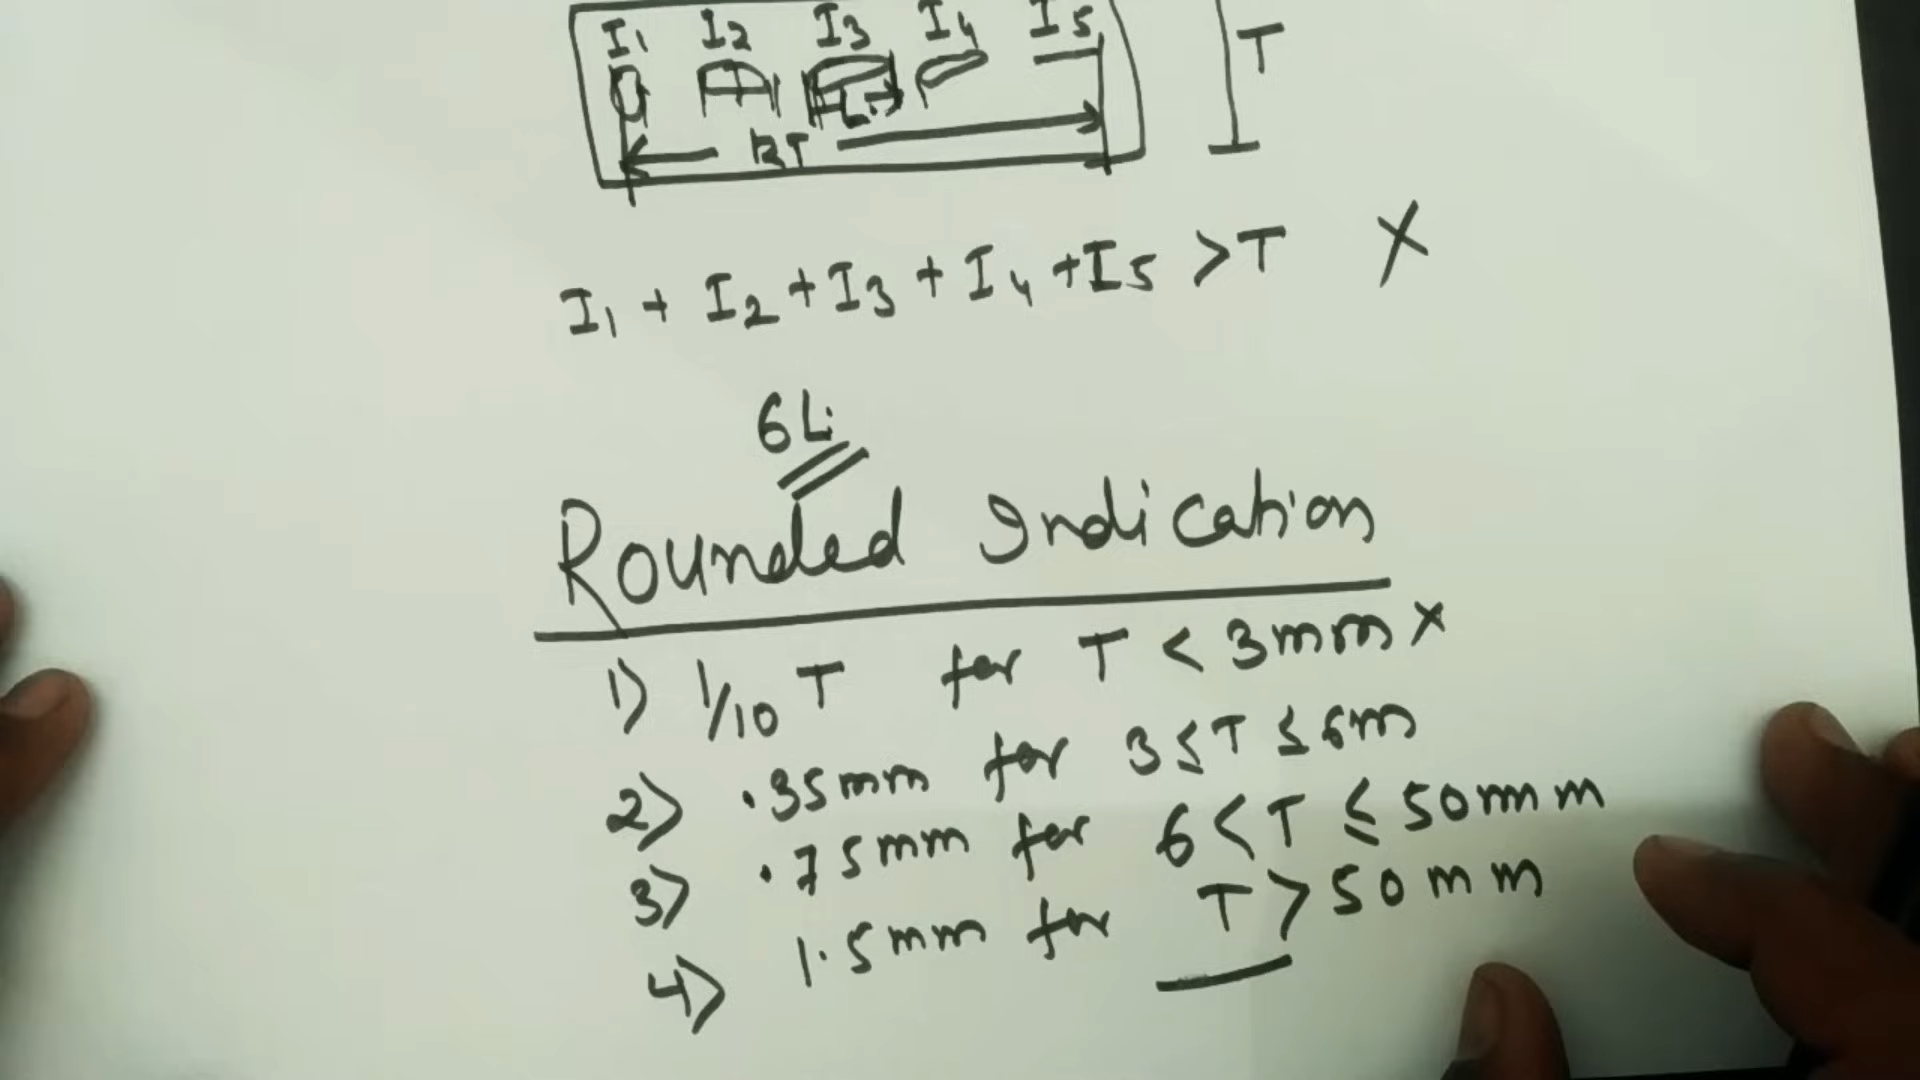 I1 I2 I3 I4 I5 T
L
12T
I1 + I2 + I3 + I4 + I5 > T X
6L
Rounded Indication
1) 1/10 T for T < 3mm x
2) .35mm for 3 ≤ T ≤ 6m
3) .75mm for 6 < T ≤ 50mm
4) 1.5mm for T > 50mm